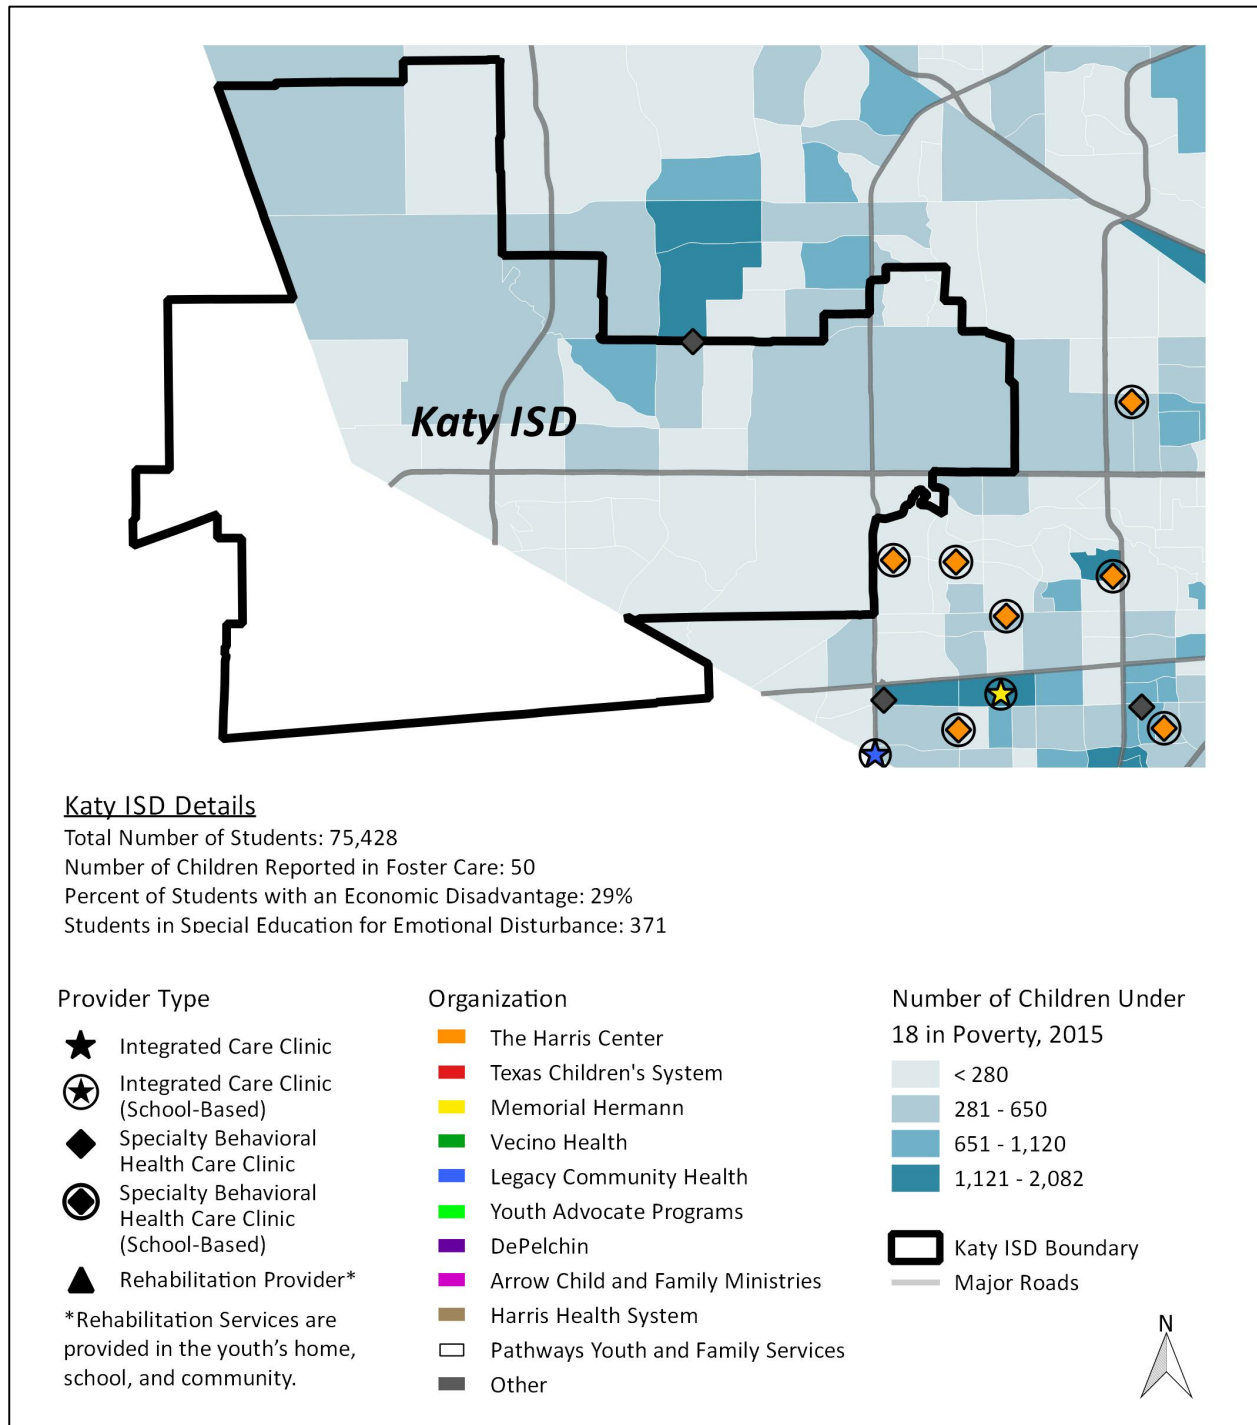 Katy ISD
Katy ISD Details
Total Number of Students: 75,428
Number of Children Reported in Foster Care: 50
Percent of Students with an Economic Disadvantage: 29%
Students in Special Education for Emotional Disturbance: 371
Provider Type
Integrated Care Clinic
Integrated Care Clinic
(School-Based)
Specialty Behavioral
Health Care Clinic
Specialty Behavioral
Health Care Clinic
(School-Based)
Rehabilitation Provider*
*Rehabilitation Services are
provided in the youth’s home,
school, and community.
Organization
The Harris Center
Texas Children's System
Memorial Hermann
Vecino Health
Legacy Community Health
Youth Advocate Programs
DePelchin
Arrow Child and Family Ministries
Harris Health System
Pathways Youth and Family Services
Other
Number of Children Under
18 in Poverty, 2015
< 280
281 - 650
651 - 1,120
1,121 - 2,082
Katy ISD Boundary
Major Roads
N